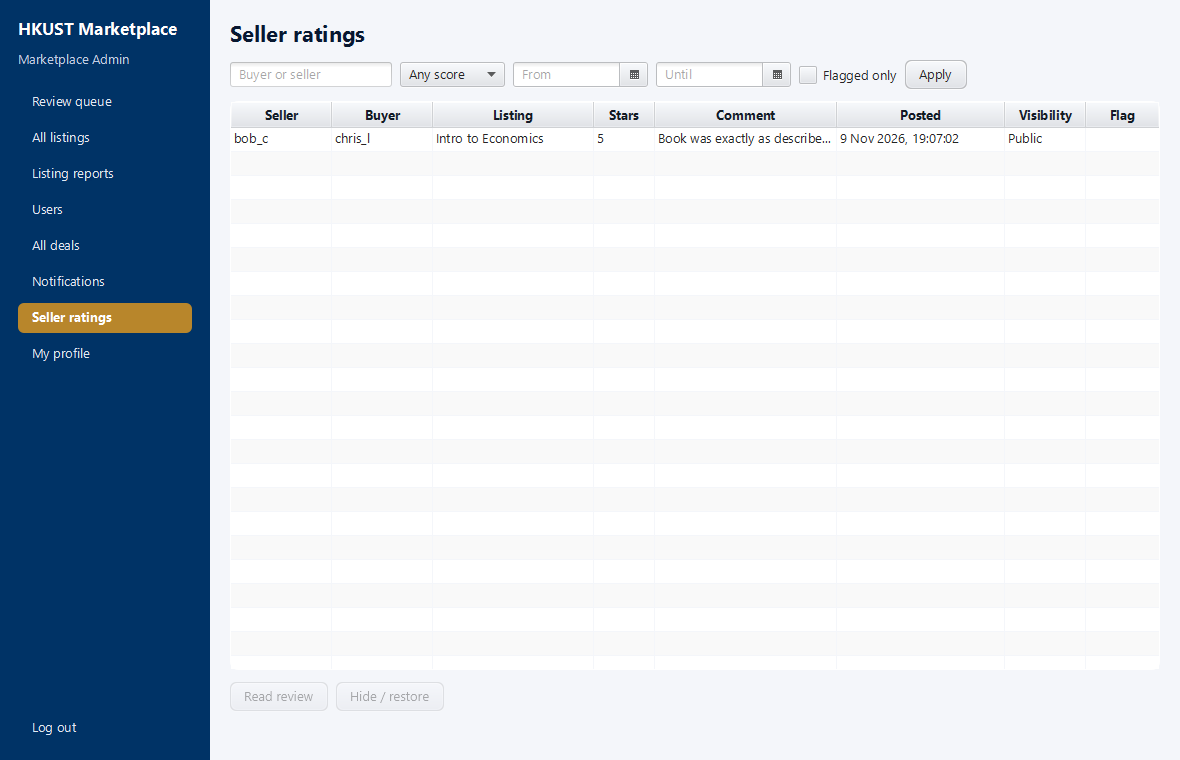 HKUST Marketplace
Marketplace Admin
Review queue
All listings
Listing reports
Users
All deals
Notifications
Seller ratings
My profile
Log out
Seller ratings
Buyer or seller Any score From Until Flagged only Apply
Seller Buyer Listing Stars Comment Posted Visibility Flag
bob_c chris_l Intro to Economics 5 Book was exactly as describe... 9 Nov 2026, 19:07:02 Public
Read review Hide / restore